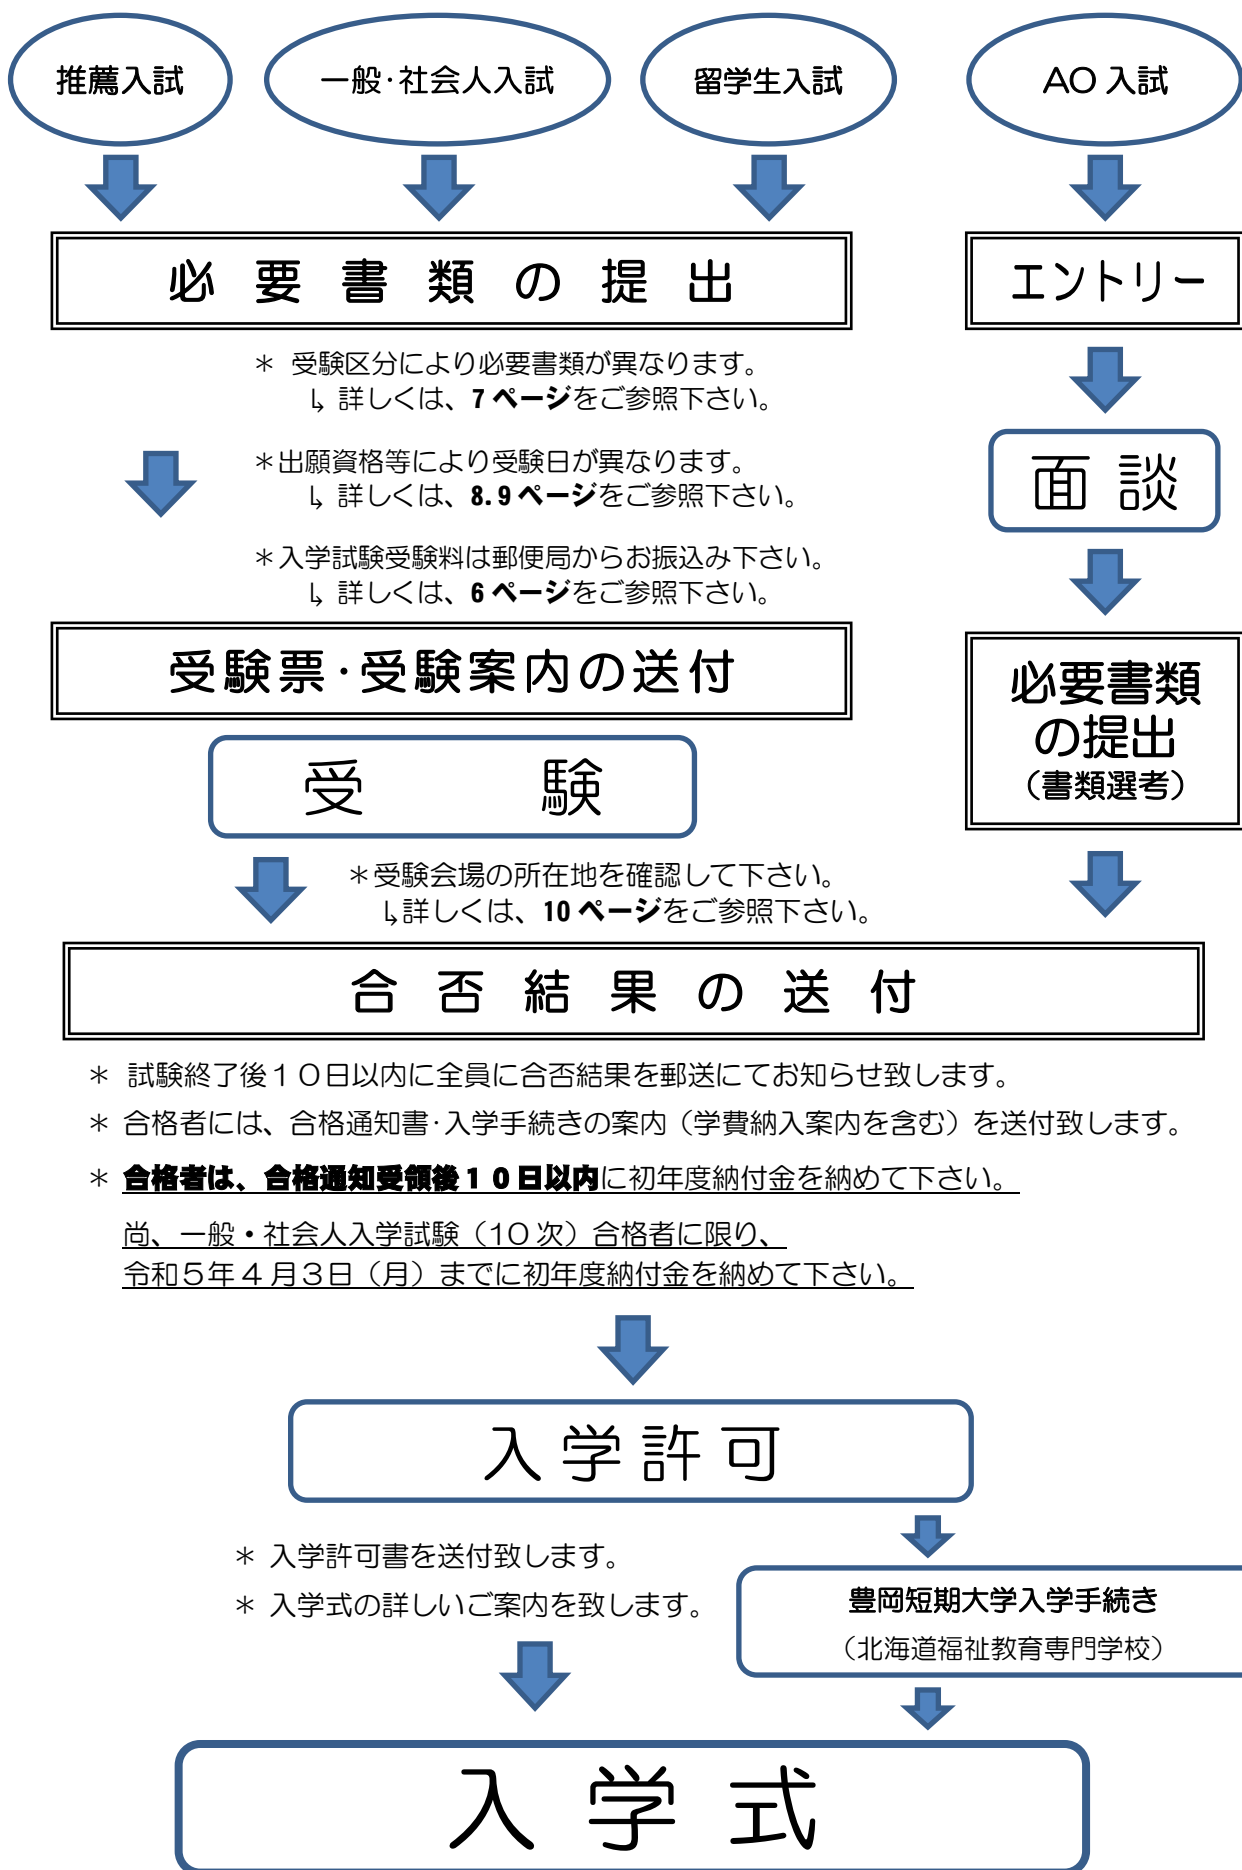 推薦入試
一般・社会人入試
留学生入試
AO 入試
必要書類の提出
エントリー
＊ 受験区分により必要書類が異なります。
↳ 詳しくは、7 ページをご参照下さい。
＊出願資格等により受験日が異なります。
↳ 詳しくは、8.9 ページをご参照下さい。
＊入学試験受験料は郵便局からお振込み下さい。
↳ 詳しくは、6 ページをご参照下さい。
面 談
受験票・受験案内の送付
必要書類
の提出
（書類選考）
受 験
＊受験会場の所在地を確認して下さい。
↳詳しくは、10 ページをご参照下さい。
合否結果の送付
＊ 試験終了後１０日以内に全員に合否結果を郵送にてお知らせ致します。
＊ 合格者には、合格通知書・入学手続きの案内（学費納入案内を含む）を送付致します。
＊ 合格者は、合格通知受領後１０日以内に初年度納付金を納めて下さい。
尚、一般・社会人入学試験（10 次）合格者に限り、
令和５年４月３日（月）までに初年度納付金を納めて下さい。
入学許可
＊ 入学許可書を送付致します。
＊ 入学式の詳しいご案内を致します。
豊岡短期大学入学手続き
（北海道福祉教育専門学校）
入学式